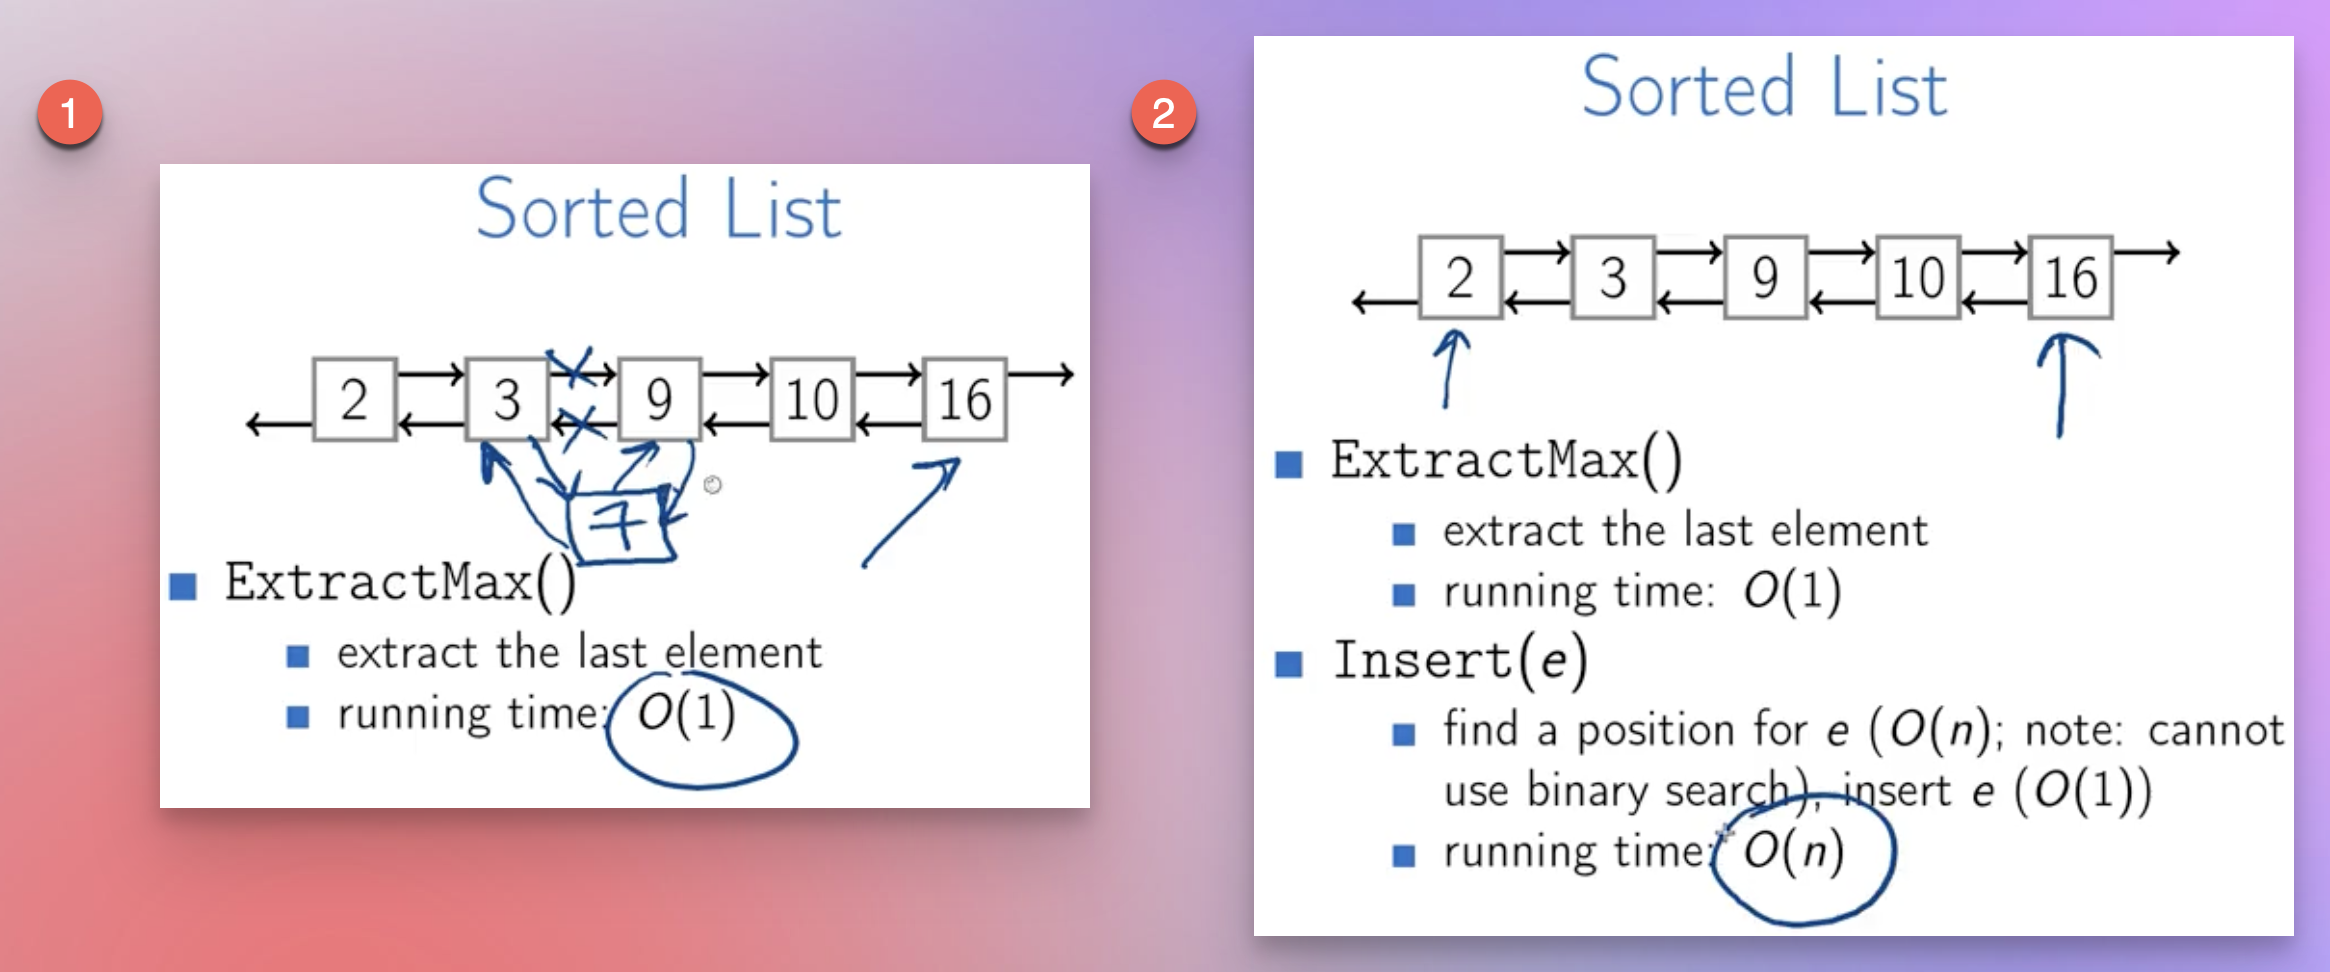 1
Sorted List
2 3 9 10 16
7
ExtractMax()
extract the last element
running time: O(1)
2
Sorted List
2 3 9 10 16
ExtractMax()
extract the last element
running time: O(1)
Insert(e)
find a position for e (O(n); note: cannot
use binary search), insert e (O(1))
running time: O(n)